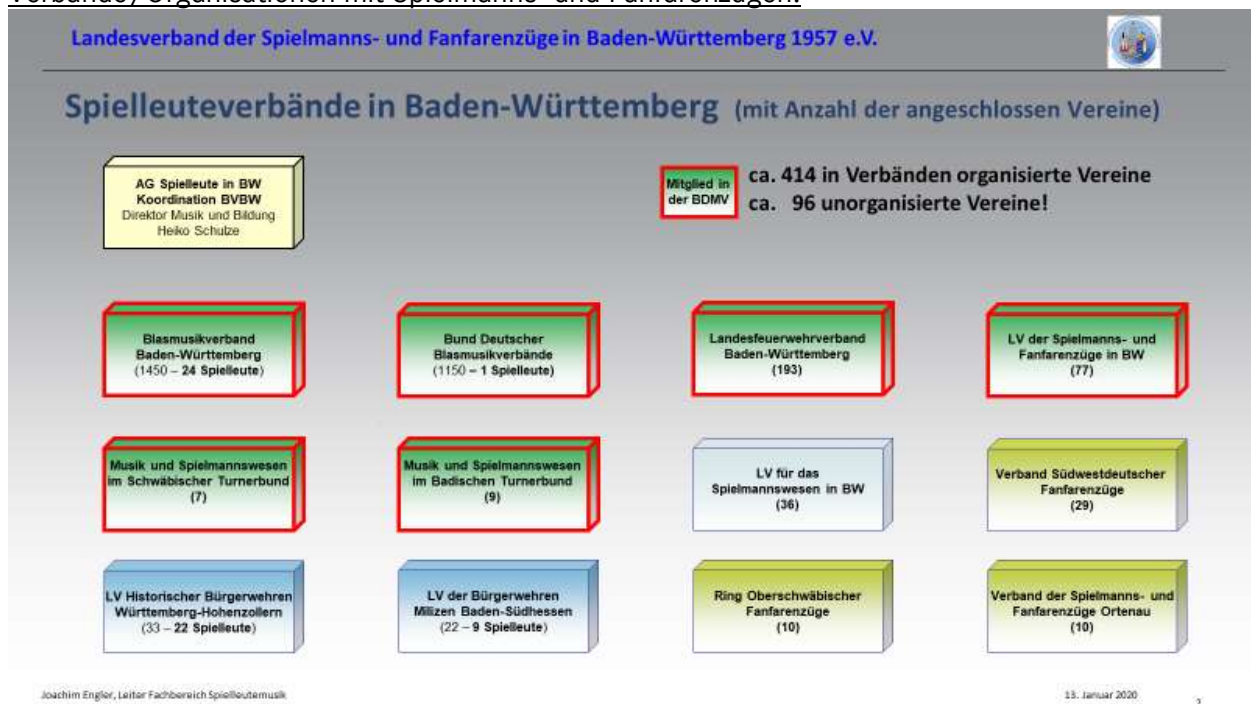 Verbände/Organisationen mit Spielmanns- und Fanfarenzügen:
Landesverband der Spielmanns- und Fanfarenzüge in Baden-Württemberg 1957 e.V.
Spielleuteverbände in Baden-Württemberg (mit Anzahl der angeschlossen Vereine)
AG Spielleute in BW
Koordination BVBW
Direktor Musik und Bildung
Heiko Schulze
Mitglied in
der BDMV
ca. 414 in Verbänden organisierte Vereine
ca. 96 unorganisierte Vereine!
Blasmusikverband
Baden-Württemberg
(1450 – 24 Spielleute)
Bund Deutscher
Blasmusikverbände
(1150 – 1 Spielleute)
Landesfeuerwehrverband
Baden-Württemberg
(193)
LV der Spielmanns- und
Fanfarenzüge in BW
(77)
Musik und Spielmannswesen
im Schwäbischer Turnerbund
(7)
Musik und Spielmannswesen
im Badischen Turnerbund
(9)
LV für das
Spielmannswesen in BW
(36)
Verband Südwestdeutscher
Fanfarenzüge
(29)
LV Historischer Bürgerwehren
Württemberg-Hohenzollern
(33 – 22 Spielleute)
LV der Bürgerwehren
Milizen Baden-Südhessen
(22 – 9 Spielleute)
Ring Oberschwäbischer
Fanfarenzüge
(10)
Verband der Spielmanns- und
Fanfarenzüge Ortenau
(10)
Joachim Engler, Leiter Fachbereich Spielleutemusik
13. Januar 2020